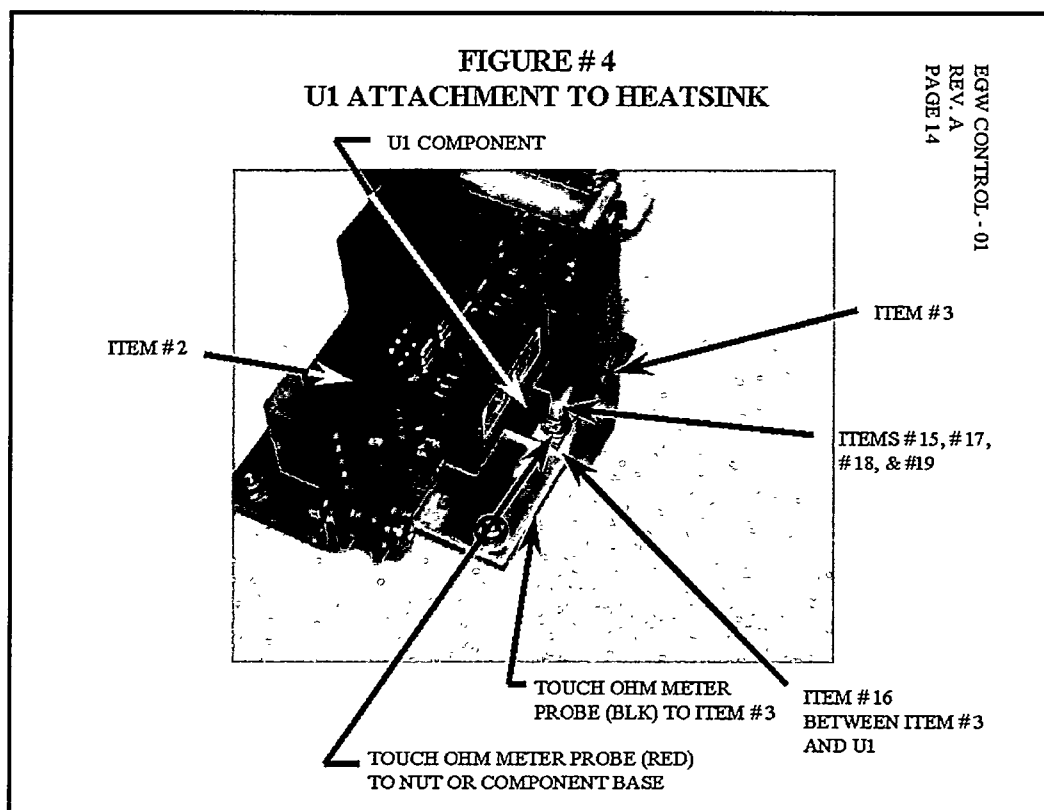 FIGURE # 4
U1 ATTACHMENT TO HEATSINK
EGW CONTROL - 01
REV. A
PAGE 14
U1 COMPONENT
ITEM #3
ITEM #2
ITEMS #15, #17,
#18, & #19
TOUCH OHM METER
PROBE (BLK) TO ITEM #3
ITEM #16
BETWEEN ITEM #3
AND U1
TOUCH OHM METER PROBE (RED)
TO NUT OR COMPONENT BASE